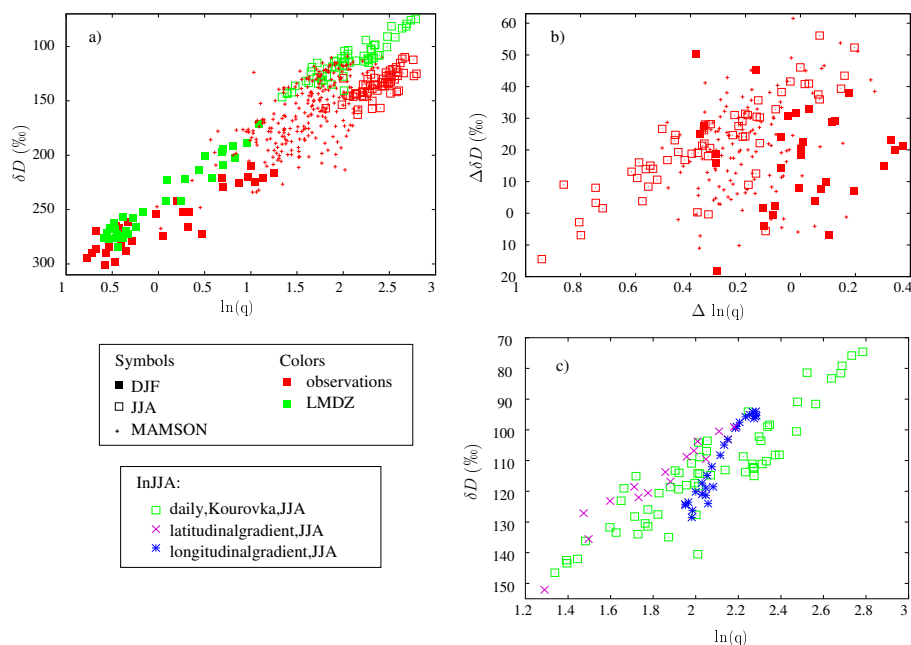 a)
100
150
200
250
300
δD (‰)
1 0.5 0 0.5 1 1.5 2 2.5 3
ln(q)
b)
60
50
40
30
20
10
0
10
20
ΔδD (‰)
1 0.8 0.6 0.4 0.2 0 0.2 0.4
Δ ln(q)
Symbols
DJF
JJA
MAMSON
Colors
observations
LMDZ
InJJA:
daily,Kourovka,JJA
latitudinalgradient,JJA
longitudinalgradient,JJA
c)
70
80
90
100
110
120
130
140
150
δD (‰)
1.2 1.4 1.6 1.8 2 2.2 2.4 2.6 2.8 3
ln(q)